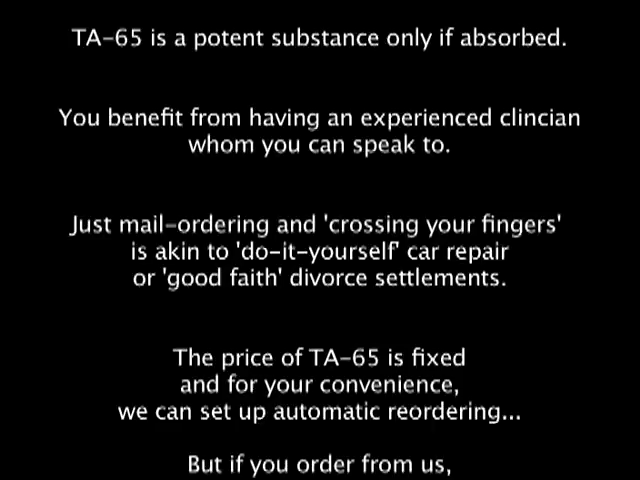 TA-65 is a potent substance only if absorbed.
You benefit from having an experienced clincian
whom you can speak to.
Just mail-ordering and 'crossing your fingers'
is akin to 'do-it-yourself' car repair
or 'good faith' divorce settlements.
The price of TA-65 is fixed
and for your convenience,
we can set up automatic reordering...
But if you order from us,